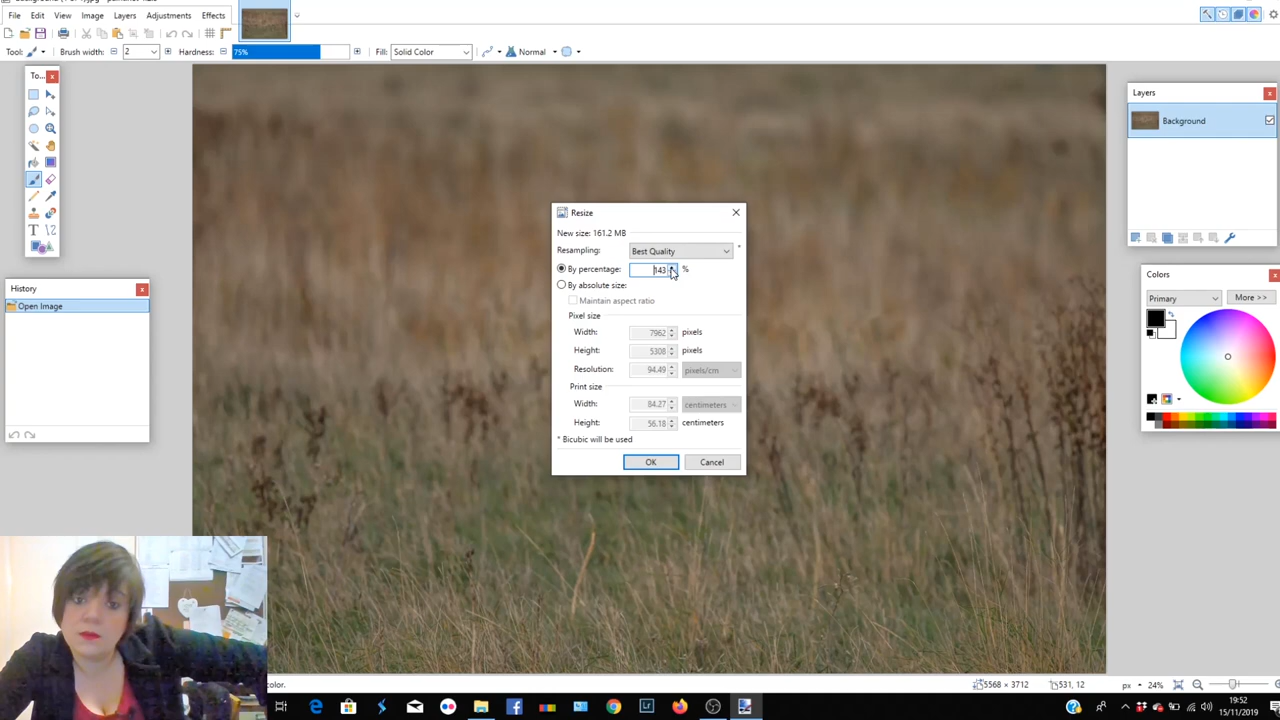 File Edit View Image Layers Adjustments Effects
Tool: Brush width: 2 Hardness: 75% Fill: Solid Color Normal
To... x
Layers x
Background
Resize
New size: 161.2 MB
Resampling: Best Quality *
By percentage: 143 %
By absolute size:
Maintain aspect ratio
Pixel size
Width: 7962 pixels
Height: 5308 pixels
Resolution: 94.49 pixels/cm
Print size
Width: 84.27 centimeters
Height: 56.18 centimeters
* Bicubic will be used
OK Cancel
History x
Open Image
Colors x
Primary More >>
color.
5568 × 3712 531, 12 px 24%
19:52
15/11/2019